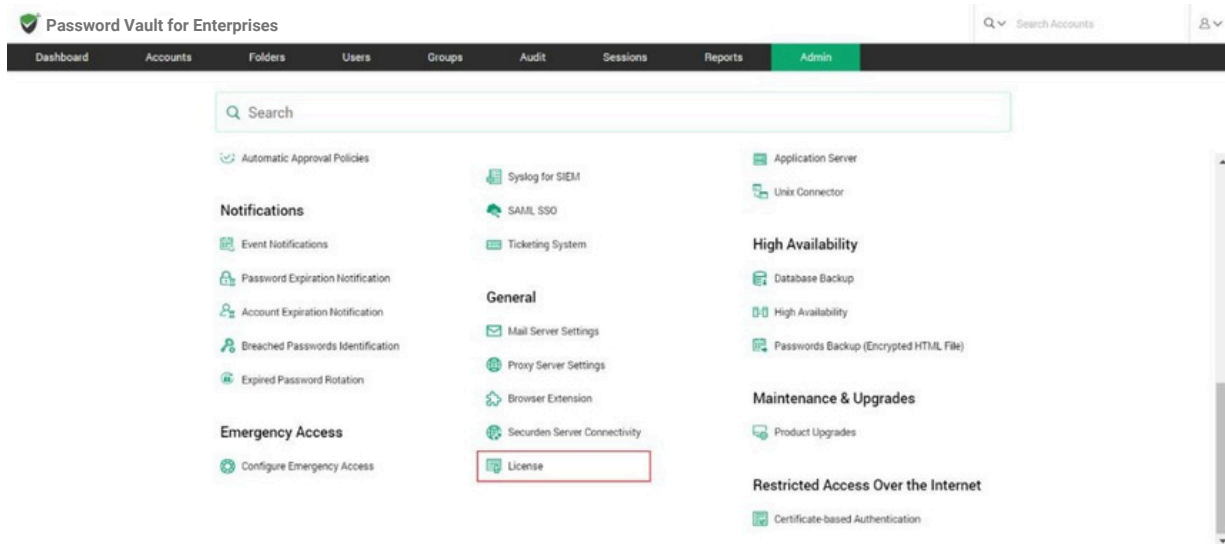 Password Vault for Enterprises
Search Accounts
Dashboard Accounts Folders Users Groups Audit Sessions Reports Admin
Search
Automatic Approval Policies
Notifications
Event Notifications
Password Expiration Notification
Account Expiration Notification
Breached Passwords Identification
Expired Password Rotation
Emergency Access
Configure Emergency Access
Syslog for SIEM
SAML SSO
Ticketing System
General
Mail Server Settings
Proxy Server Settings
Browser Extension
Securden Server Connectivity
License
Application Server
Unix Connector
High Availability
Database Backup
High Availability
Passwords Backup (Encrypted HTML File)
Maintenance & Upgrades
Product Upgrades
Restricted Access Over the Internet
Certificate-based Authentication